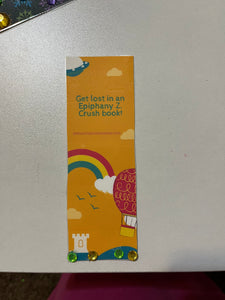 Get lost in an
Epiphany Z.
Crush book!